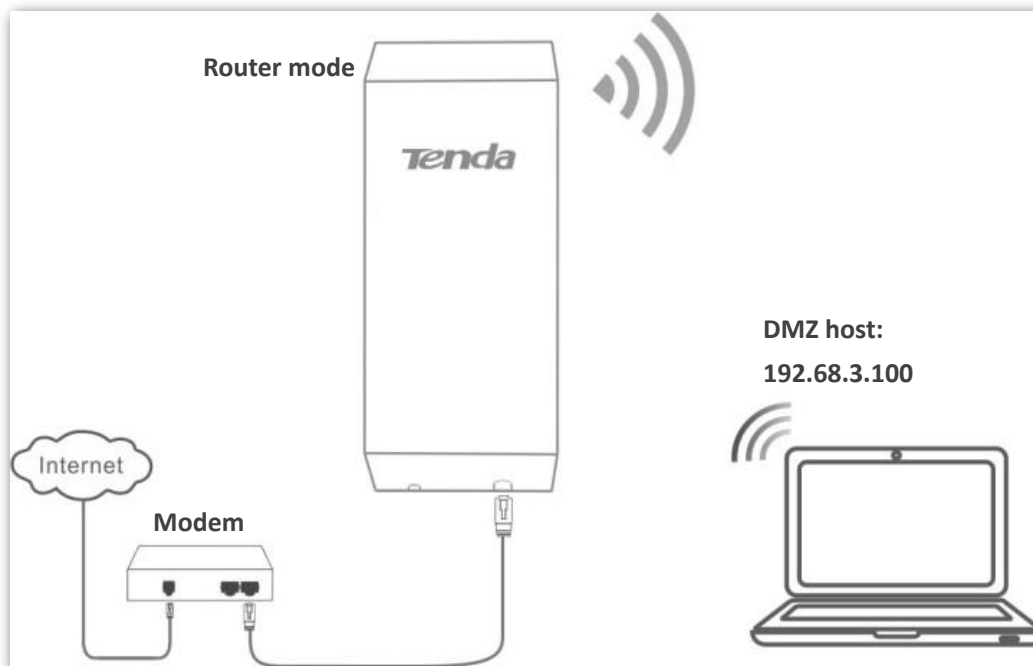 Router mode
Tenda
DMZ host:
192.68.3.100
Internet
Modem